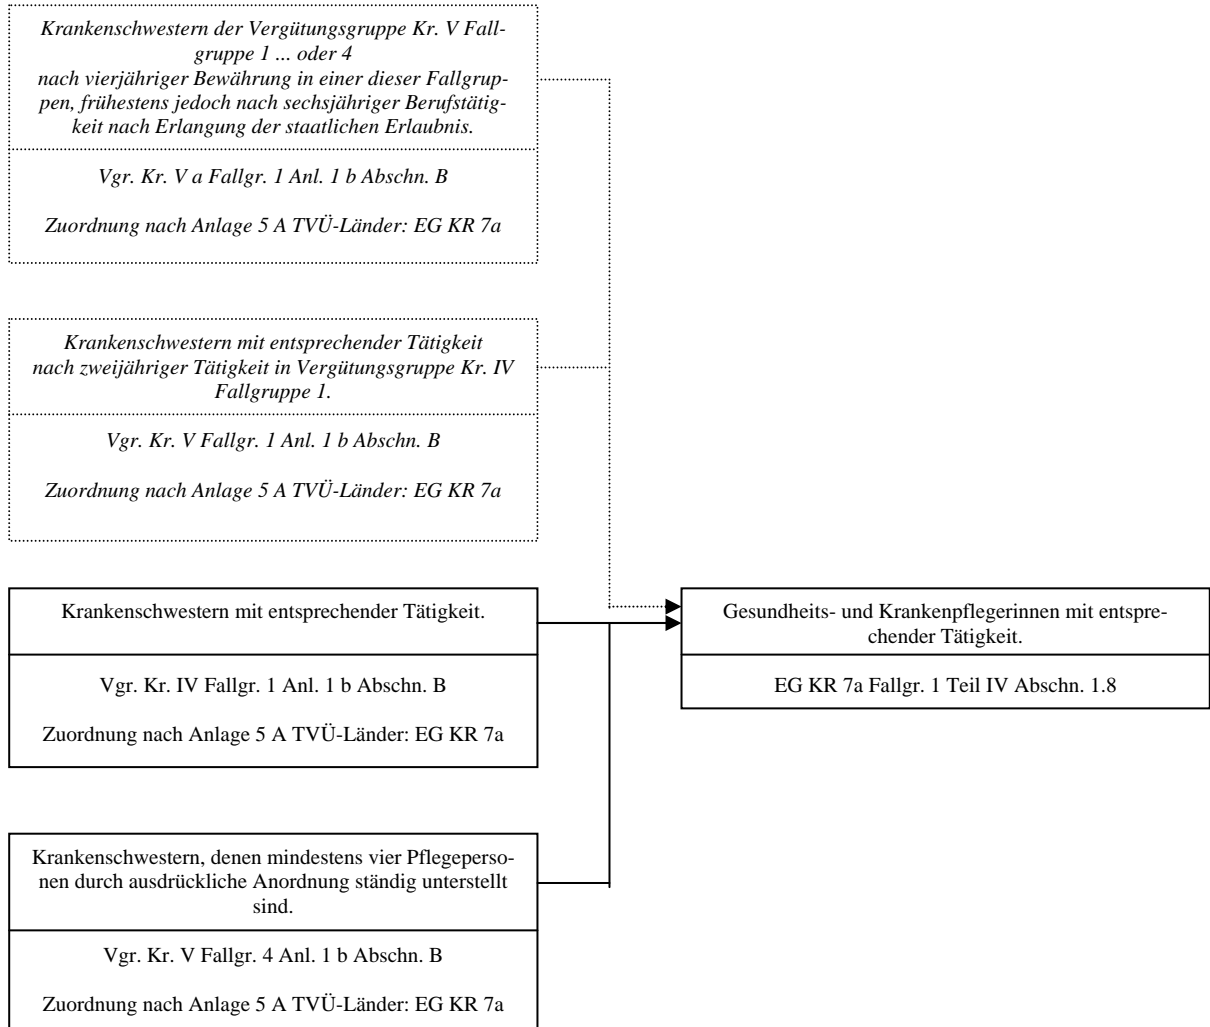 Krankenschwestern der Vergütungsgruppe Kr. V Fall-
gruppe 1 ... oder 4
nach vierjähriger Bewährung in einer dieser Fallgrup-
pen, frühestens jedoch nach sechsjähriger Berufstätig-
keit nach Erlangung der staatlichen Erlaubnis.
Vgr. Kr. V a Fallgr. 1 Anl. 1 b Abschn. B
Zuordnung nach Anlage 5 A TVÜ-Länder: EG KR 7a
Krankenschwestern mit entsprechender Tätigkeit
nach zweijähriger Tätigkeit in Vergütungsgruppe Kr. IV
Fallgruppe 1.
Vgr. Kr. V Fallgr. 1 Anl. 1 b Abschn. B
Zuordnung nach Anlage 5 A TVÜ-Länder: EG KR 7a
Krankenschwestern mit entsprechender Tätigkeit.
Vgr. Kr. IV Fallgr. 1 Anl. 1 b Abschn. B
Zuordnung nach Anlage 5 A TVÜ-Länder: EG KR 7a
Gesundheits- und Krankenpflegerinnen mit entspre-
chender Tätigkeit.
EG KR 7a Fallgr. 1 Teil IV Abschn. 1.8
Krankenschwestern, denen mindestens vier Pflegeperso-
nen durch ausdrückliche Anordnung ständig unterstellt
sind.
Vgr. Kr. V Fallgr. 4 Anl. 1 b Abschn. B
Zuordnung nach Anlage 5 A TVÜ-Länder: EG KR 7a